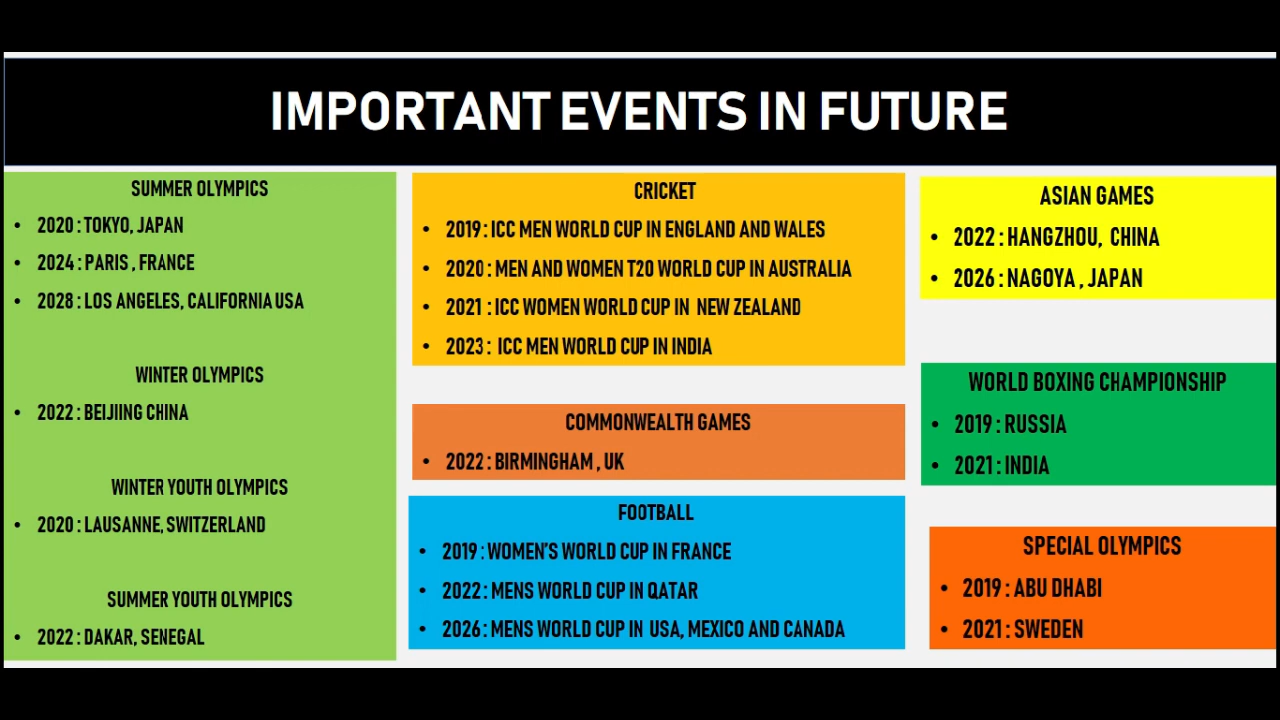 IMPORTANT EVENTS IN FUTURE
SUMMER OLYMPICS
• 2020 : TOKYO, JAPAN
• 2024 : PARIS , FRANCE
• 2028 : LOS ANGELES, CALIFORNIA USA
WINTER OLYMPICS
• 2022 : BEIJIING CHINA
WINTER YOUTH OLYMPICS
• 2020 : LAUSANNE, SWITZERLAND
SUMMER YOUTH OLYMPICS
• 2022 : DAKAR, SENEGAL
CRICKET
• 2019 : ICC MEN WORLD CUP IN ENGLAND AND WALES
• 2020 : MEN AND WOMEN T20 WORLD CUP IN AUSTRALIA
• 2021 : ICC WOMEN WORLD CUP IN NEW ZEALAND
• 2023 : ICC MEN WORLD CUP IN INDIA
COMMONWEALTH GAMES
• 2022 : BIRMINGHAM , UK
FOOTBALL
• 2019 : WOMEN'S WORLD CUP IN FRANCE
• 2022 : MENS WORLD CUP IN QATAR
• 2026 : MENS WORLD CUP IN USA, MEXICO AND CANADA
ASIAN GAMES
• 2022 : HANGZHOU, CHINA
• 2026 : NAGOYA , JAPAN
WORLD BOXING CHAMPIONSHIP
• 2019 : RUSSIA
• 2021 : INDIA
SPECIAL OLYMPICS
• 2019 : ABU DHABI
• 2021 : SWEDEN